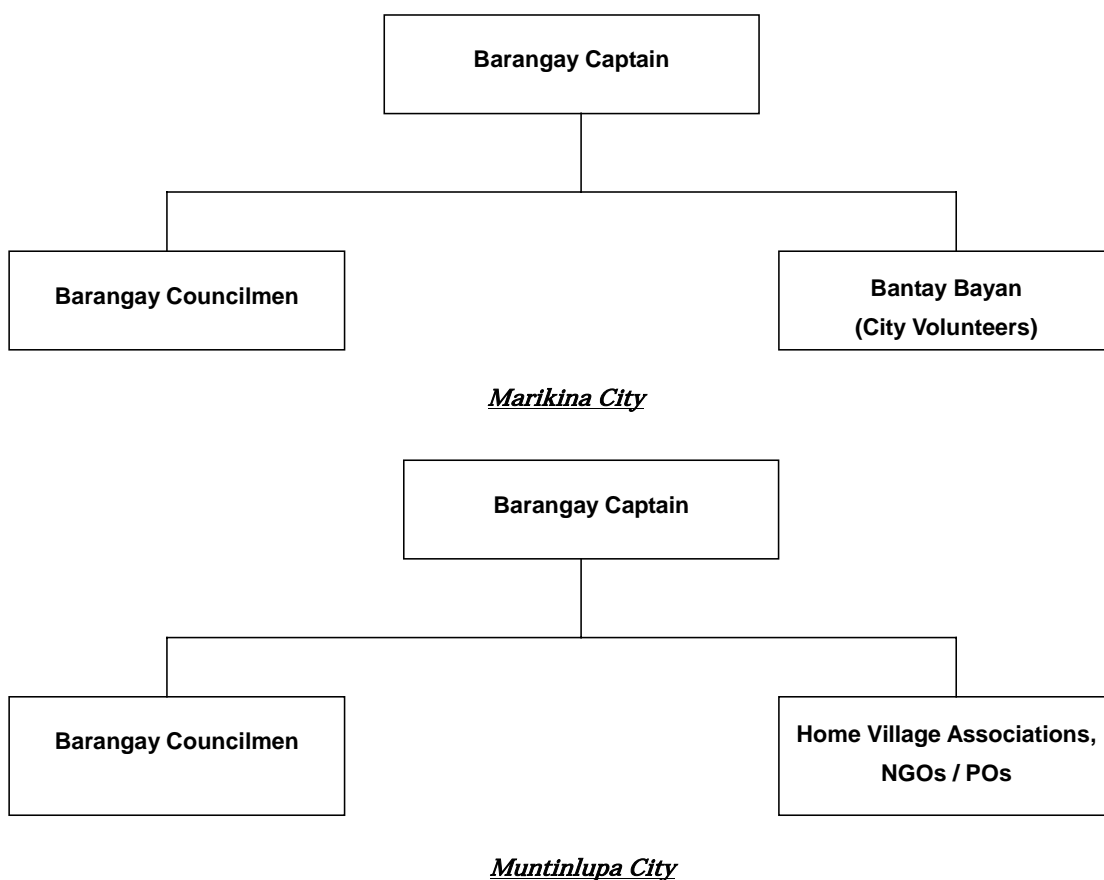 Barangay Captain
Barangay Councilmen
Bantay Bayan
(City Volunteers)
Marikina City
Barangay Captain
Barangay Councilmen
Home Village Associations,
NGOs / POs
Muntinlupa City